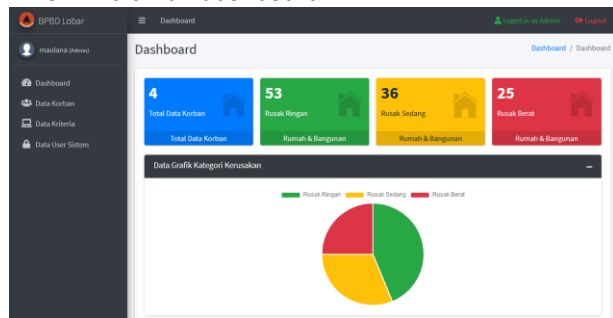 BPBD Lobar
Dashboard
Loged in as Admin
Logout
maulana (Admin)
Dashboard
Dashboard / Dashboard
Dashboard
Data Korban
Data Kriteria
Data User Sistem
4
Total Data Korban
Total Data Korban
53
Rusak Ringan
Rumah & Bangunan
36
Rusak Sedang
Rumah & Bangunan
25
Rusak Berat
Rumah & Bangunan
Data Grafik Kategori Kerusakan
Rusak Ringan
Rusak Sedang
Rusak Berat